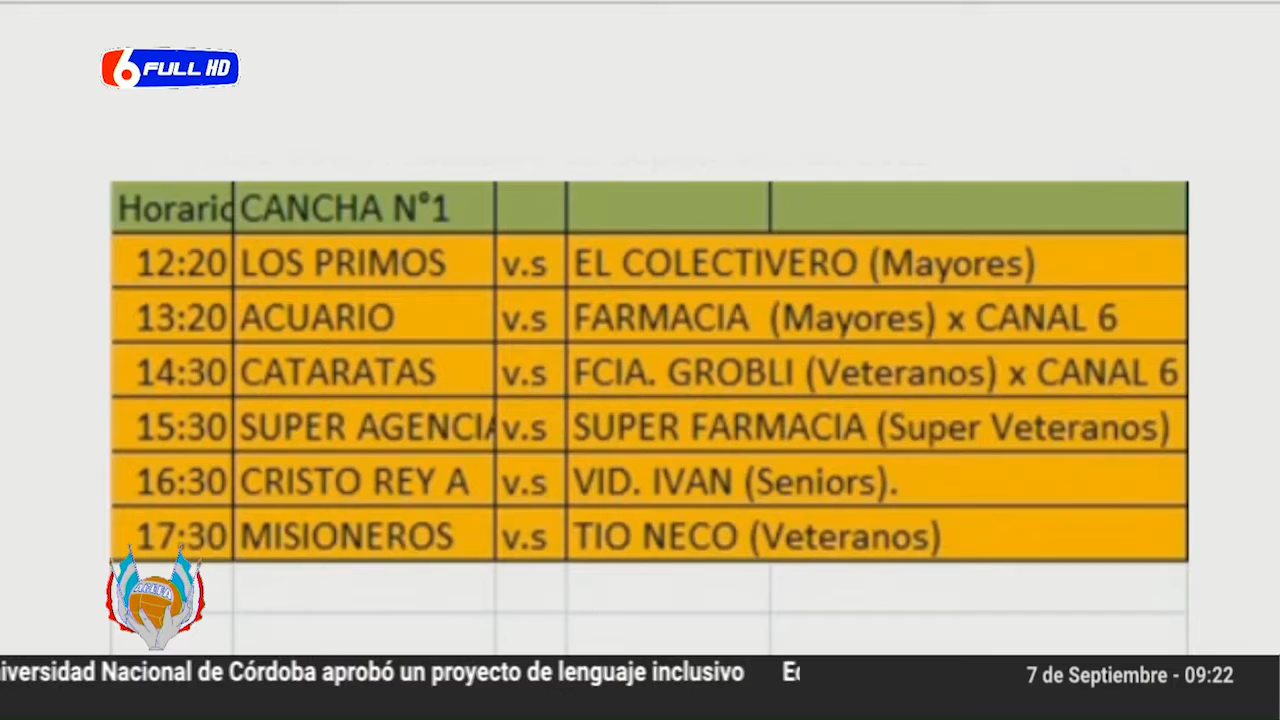 6 FULL HD
Horario CANCHA N°1
12:20 LOS PRIMOS v.s EL COLECTIVERO (Mayores)
13:20 ACUARIO v.s FARMACIA (Mayores) x CANAL 6
14:30 CATARATAS v.s FCIA. GROBLI (Veteranos) x CANAL 6
15:30 SUPER AGENCIA v.s SUPER FARMACIA (Super Veteranos)
16:30 CRISTO REY A v.s VID. IVAN (Seniors).
17:30 MISIONEROS v.s TIO NECO (Veteranos)
iversidad Nacional de Córdoba aprobó un proyecto de lenguaje inclusivo
7 de Septiembre - 09:22